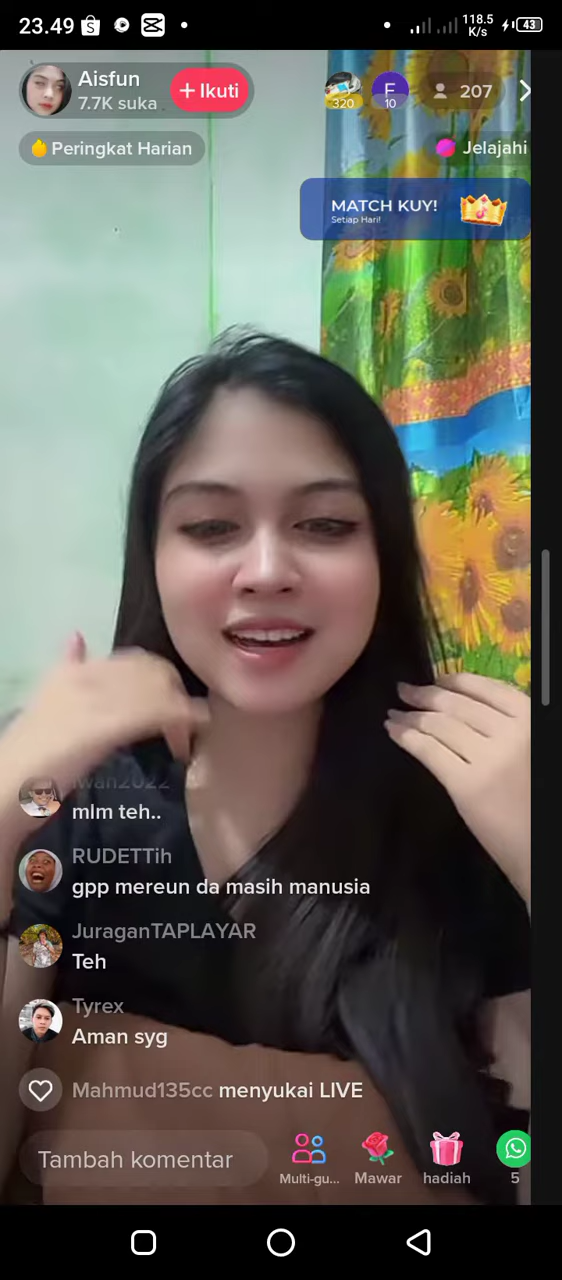 23.49
118.5
K/s
43
Aisfun
7.7K suka
+ Ikuti
320
F
10
207
Peringkat Harian
Jelajahi
MATCH KUY!
Setiap Hari!
iwan2022
mlm teh..
RUDETTih
gpp mereun da masih manusia
JuraganTAPLAYAR
Teh
Tyrex
Aman syg
Mahmud135cc menyukai LIVE
Tambah komentar
Multi-gu...
Mawar
hadiah
5